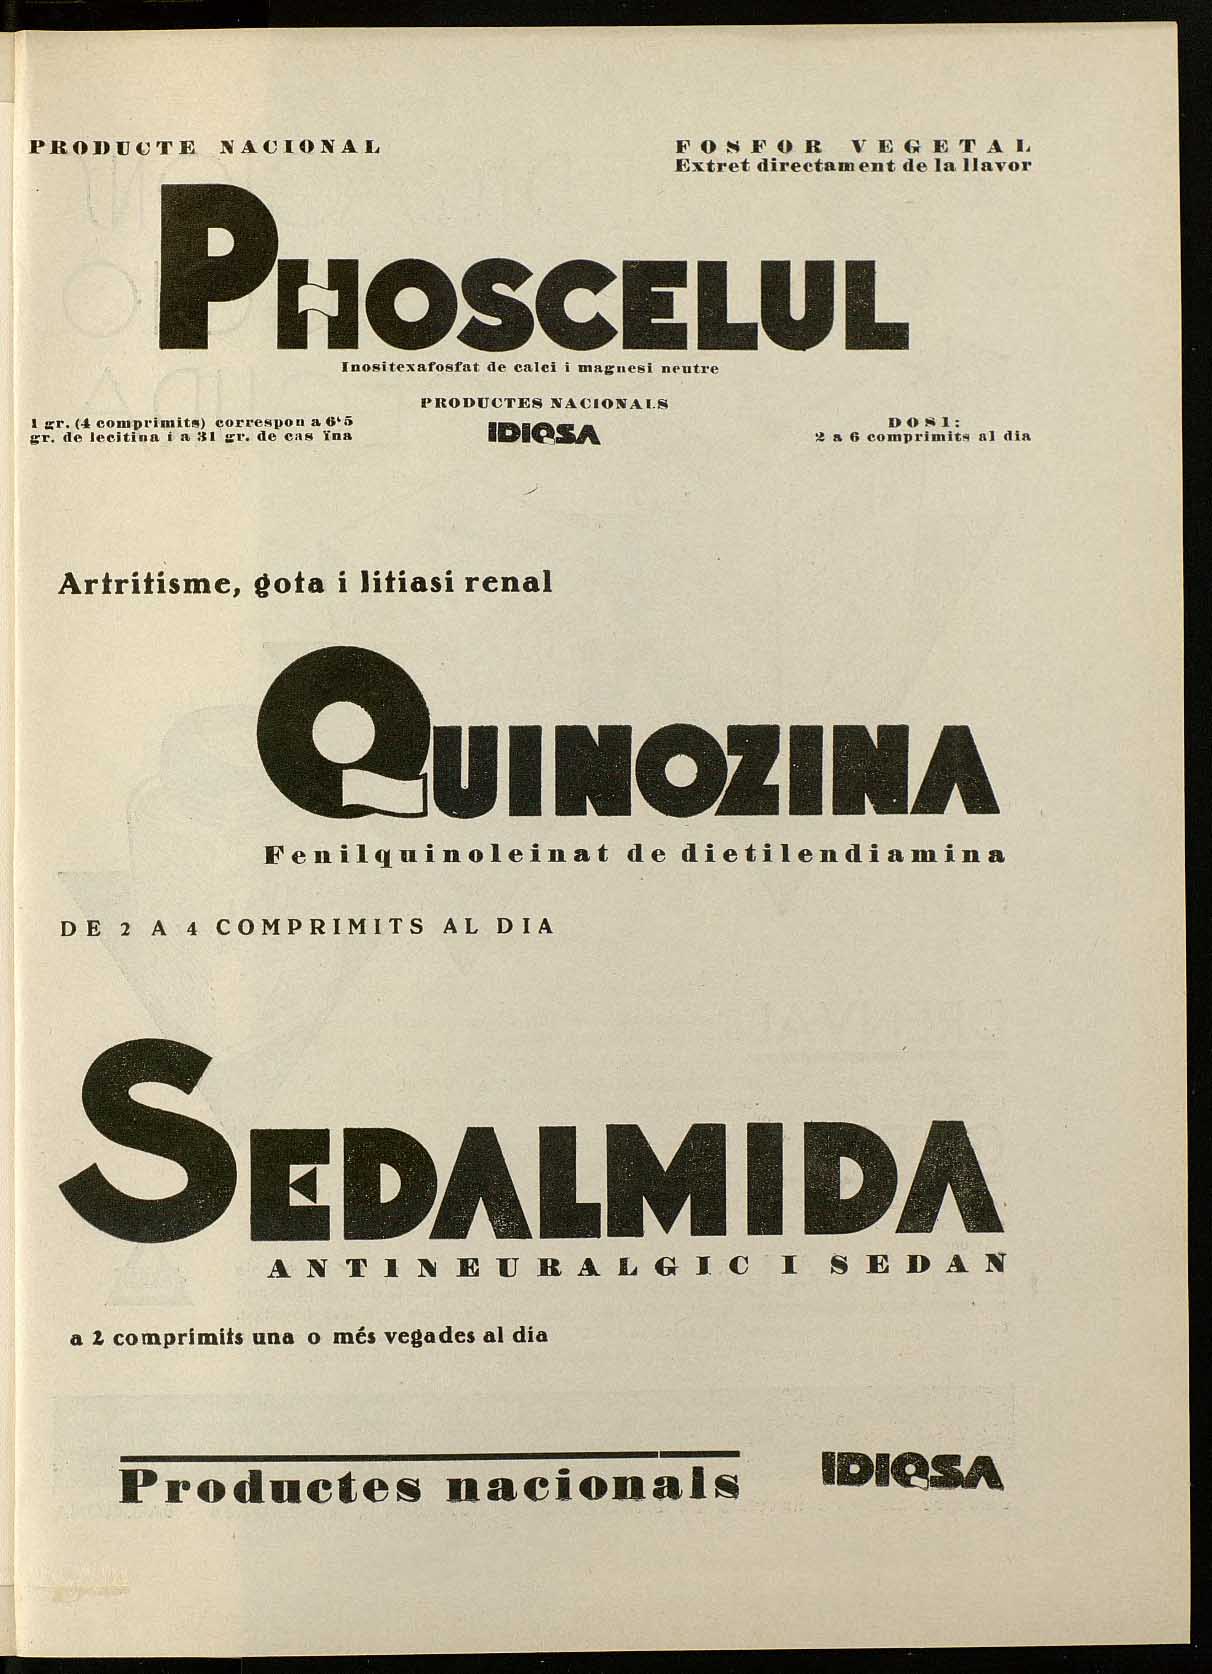 PRODUCTE NACIONAL
FOSFOR VEGETAL
Extret directament de la llavor
PHOSCELUL
Inositexafosfat de calci i magnesi neutre
PRODUCTES NACIONALS
IDIQSA
1 gr. (4 comprimits) correspon a 6'5
gr. de lecitina i a 31 gr. de cas ïna
DOSI:
2 a 6 comprimits al dia
Artritisme, gota i litiasi renal
QUINOZINA
Fenilquinoleinat de dietilendiamina
DE 2 A 4 COMPRIMITS AL DIA
SEDALMIDA
ANTINEURALGIC I SEDAN
a 2 comprimits una o més vegades al dia
Productes nacionals
IDIQSA